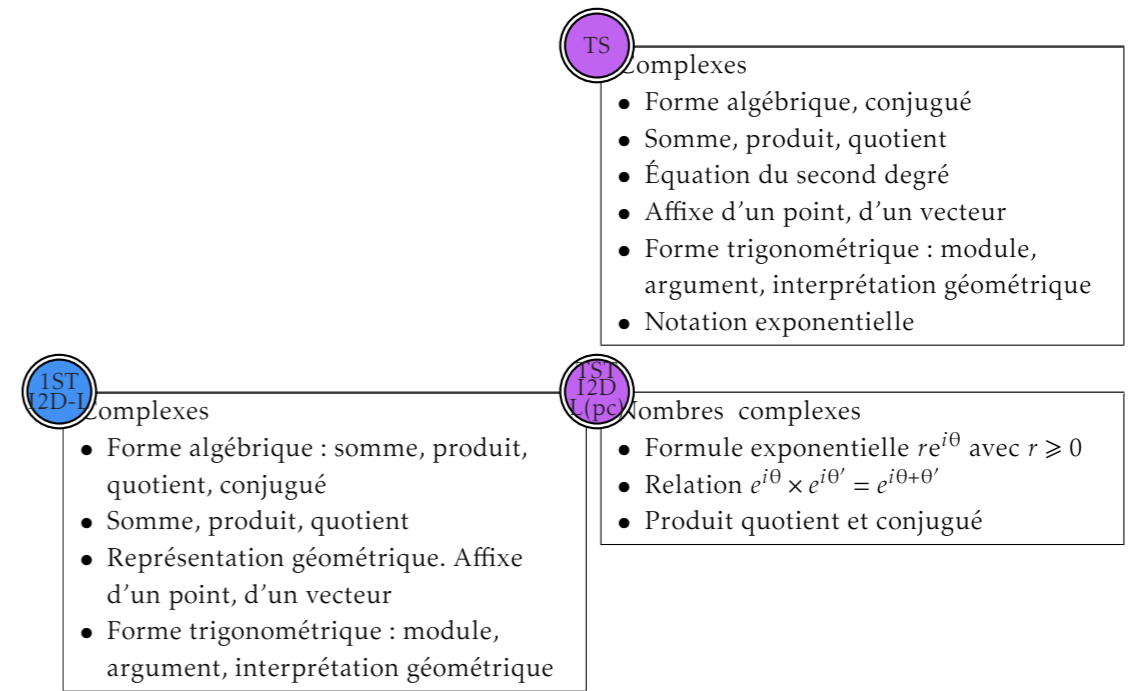 TS
Complexes
• Forme algébrique, conjugué
• Somme, produit, quotient
• Équation du second degré
• Affixe d’un point, d’un vecteur
• Forme trigonométrique : module,
argument, interprétation géométrique
• Notation exponentielle
1ST
I2D-L
Complexes
• Forme algébrique : somme, produit,
quotient, conjugué
• Somme, produit, quotient
• Représentation géométrique. Affixe
d’un point, d’un vecteur
• Forme trigonométrique : module,
argument, interprétation géométrique
TST
I2D
L(pc)
Nombres complexes
• Formule exponentielle re^{iθ} avec r ⩾ 0
• Relation e^{iθ} × e^{iθ′} = e^{iθ+θ′}
• Produit quotient et conjugué